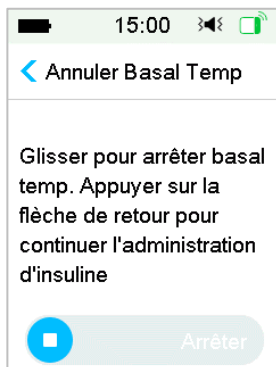 15:00
Annuler Basal Temp
Glisser pour arrêter basal
temp. Appuyer sur la
flèche de retour pour
continuer l'administration
d'insuline
Arrêter